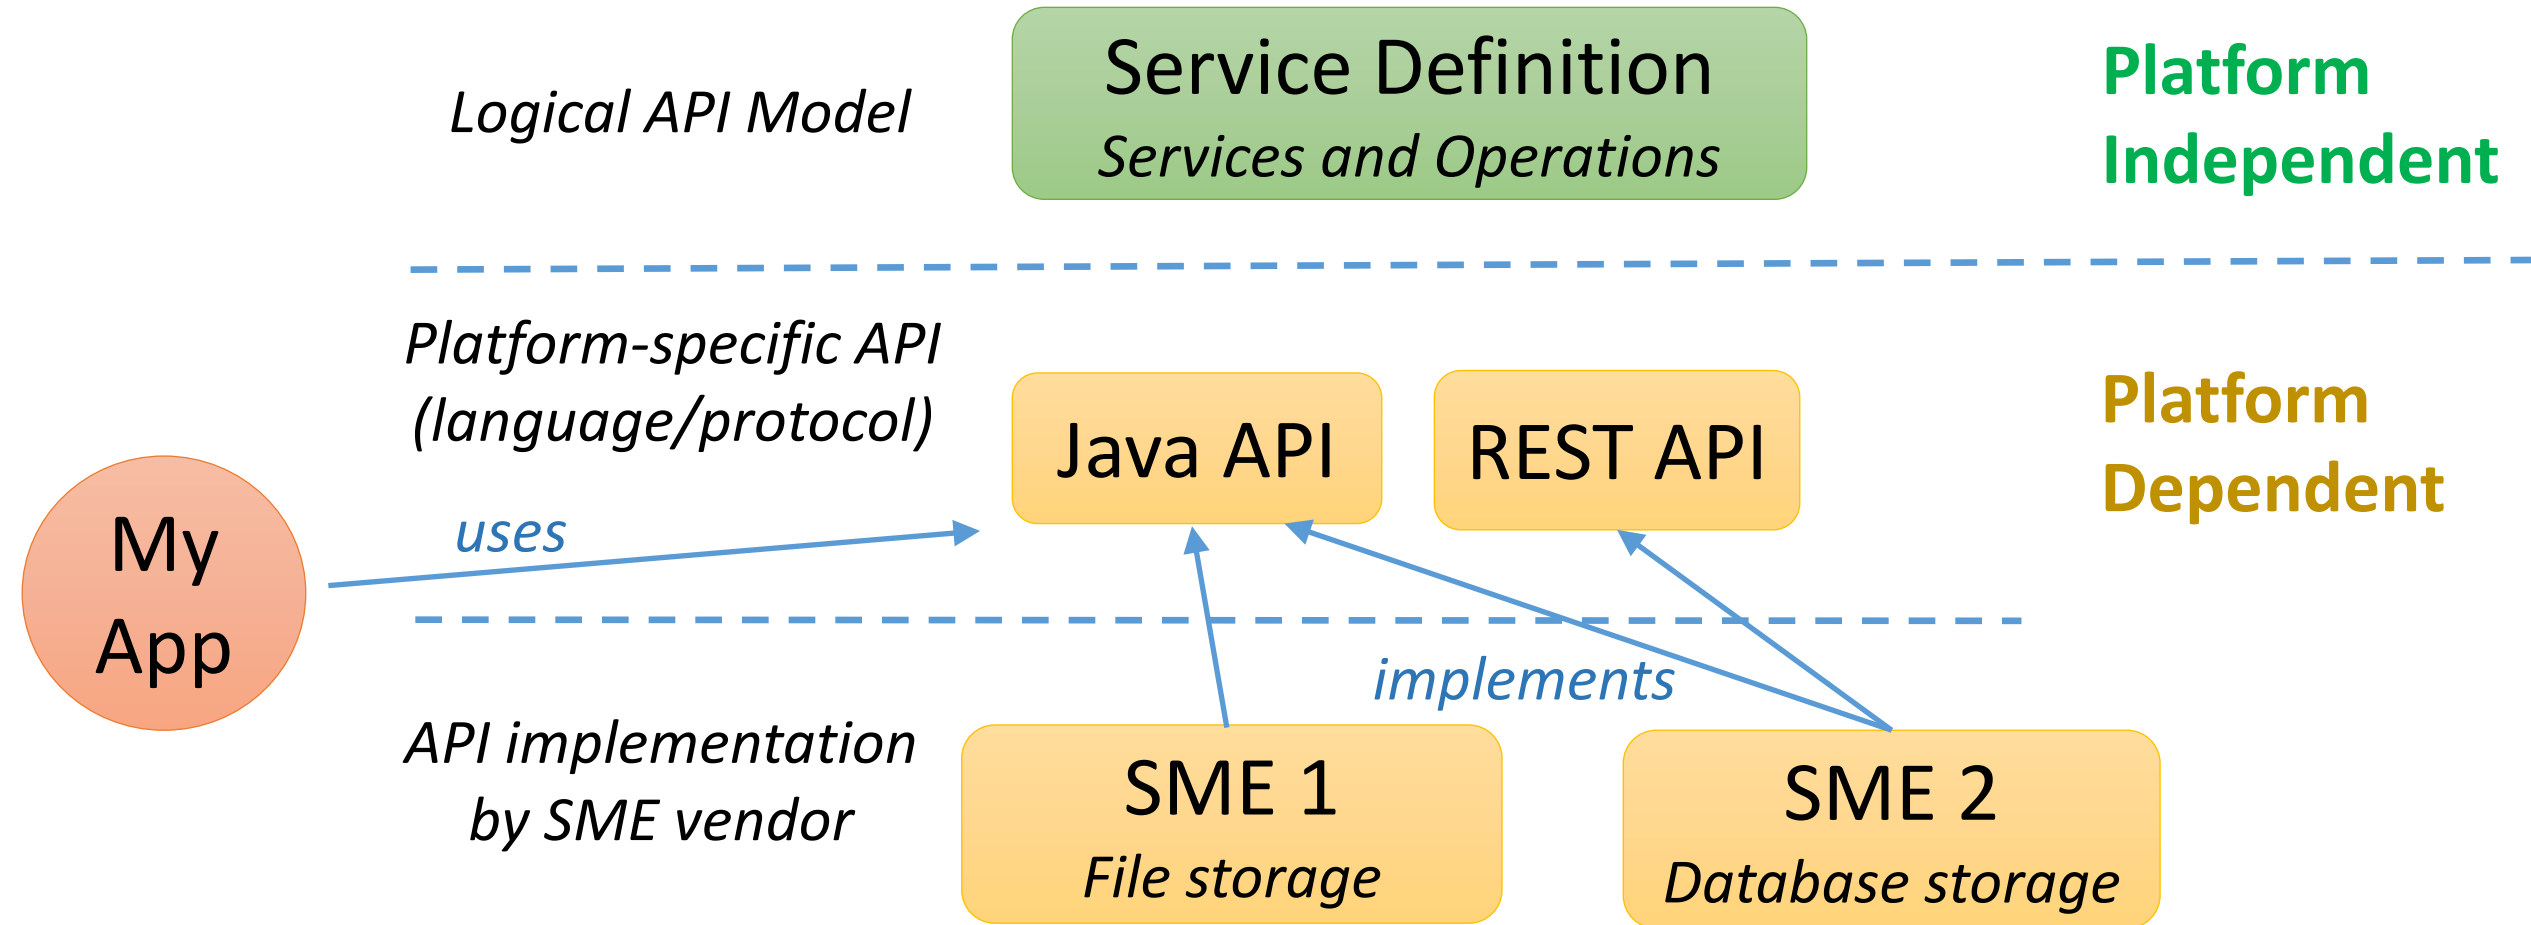 Logical API Model
Service Definition
Services and Operations
Platform
Independent
Platform-specific API
(language/protocol)
Java API
REST API
Platform
Dependent
My
App
uses
implements
API implementation
by SME vendor
SME 1
File storage
SME 2
Database storage